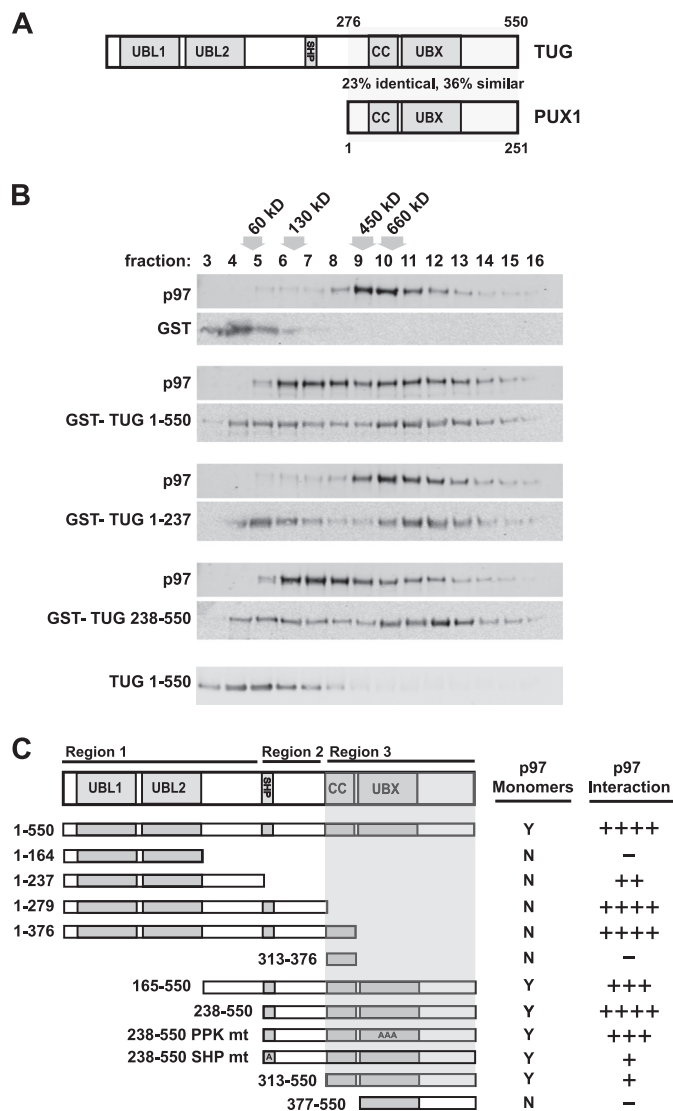 A
276 550
UBL1 UBL2 SHP CC UBX TUG
23% identical, 36% similar
CC UBX PUX1
1 251
B
60 kD 130 kD 450 kD 660 kD
fraction: 3 4 5 6 7 8 9 10 11 12 13 14 15 16
p97
GST
p97
GST- TUG 1-550
p97
GST- TUG 1-237
p97
GST- TUG 238-550
TUG 1-550
C
Region 1 Region 2 Region 3 p97 Monomers p97 Interaction
UBL1 UBL2 SHP CC UBX
1-550 Y ++++
1-164 N –
1-237 N ++
1-279 N ++++
1-376 N ++++
313-376 N –
165-550 Y +++
238-550 Y ++++
238-550 PPK mt AAA Y +++
238-550 SHP mt A Y +
313-550 Y +
377-550 N –